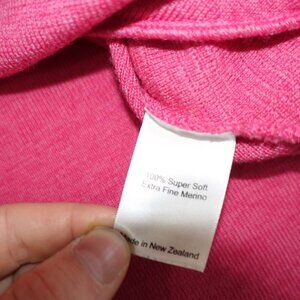 100% Super Soft
Extra Fine Merino
Made in New Zealand